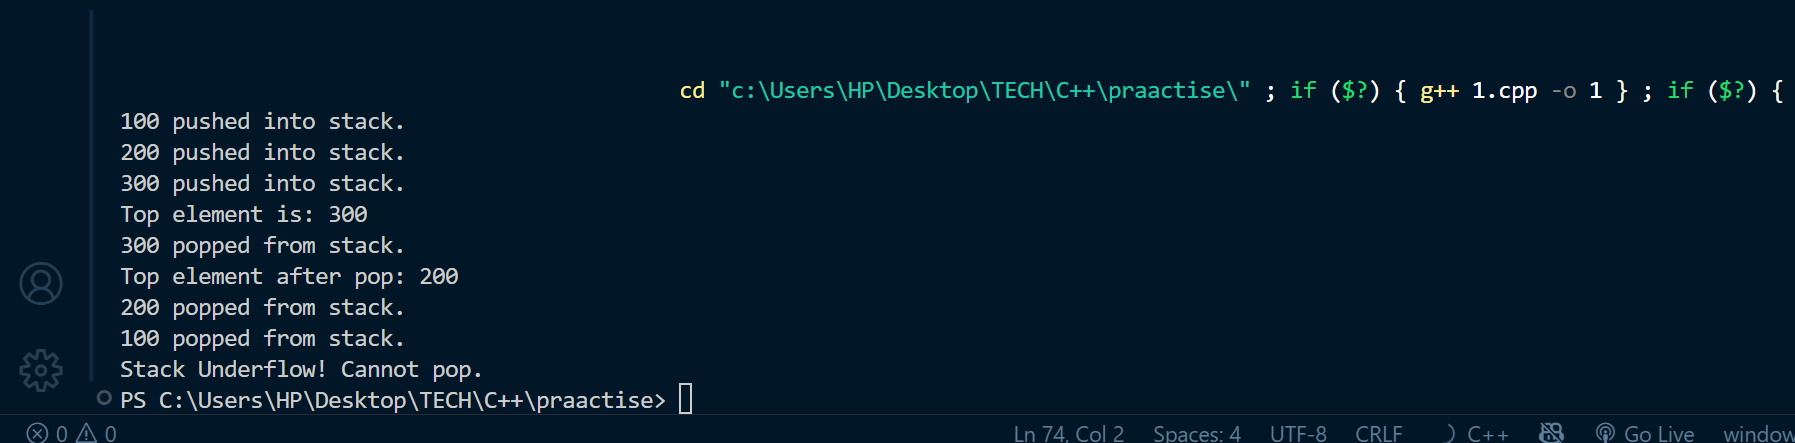 cd "c:\Users\HP\Desktop\TECH\C++\praactise\" ; if ($?) { g++ 1.cpp -o 1 } ; if ($?) {
100 pushed into stack.
200 pushed into stack.
300 pushed into stack.
Top element is: 300
300 popped from stack.
Top element after pop: 200
200 popped from stack.
100 popped from stack.
Stack Underflow! Cannot pop.
PS C:\Users\HP\Desktop\TECH\C++\praactise>
0 0 Ln 74, Col 2 Spaces: 4 UTF-8 CRLF C++ Go Live window